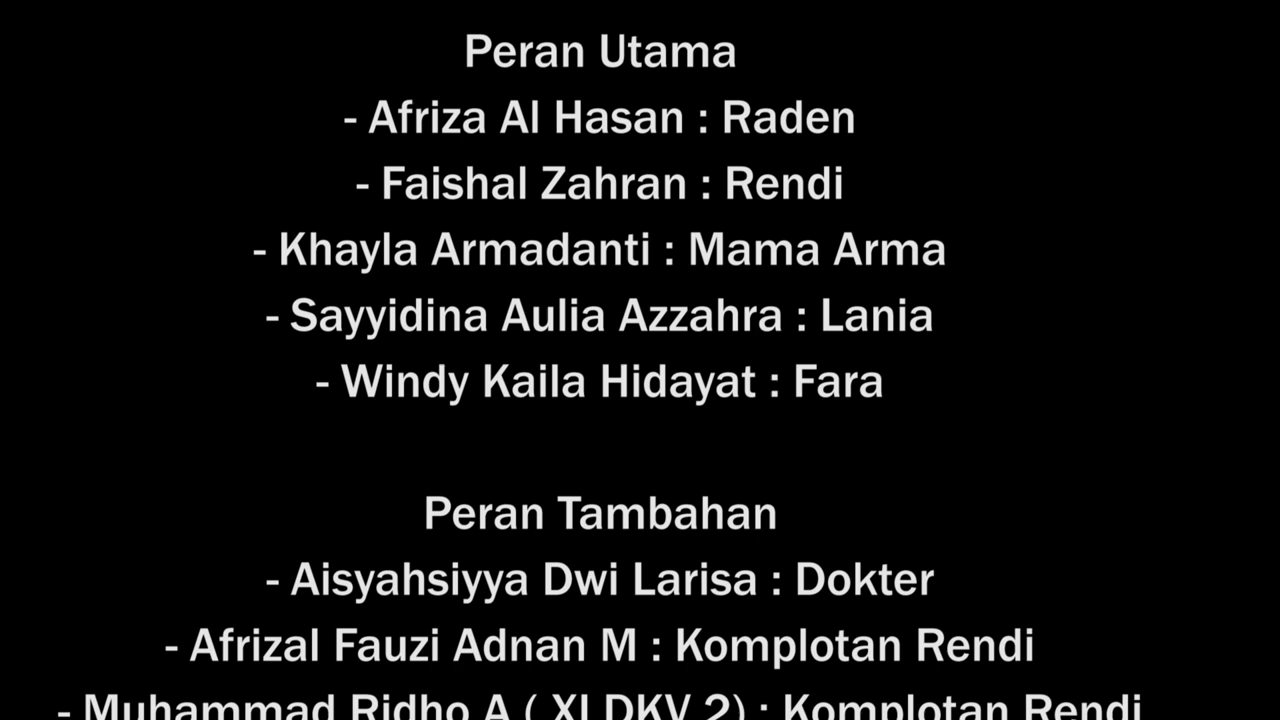 Peran Utama
- Afriza Al Hasan : Raden
- Faishal Zahran : Rendi
- Khayla Armadanti : Mama Arma
- Sayyidina Aulia Azzahra : Lania
- Windy Kaila Hidayat : Fara
Peran Tambahan
- Aisyahsiyya Dwi Larisa : Dokter
- Afrizal Fauzi Adnan M : Komplotan Rendi
- Muhammad Ridho A ( XI DKV 2) : Komplotan Rendi